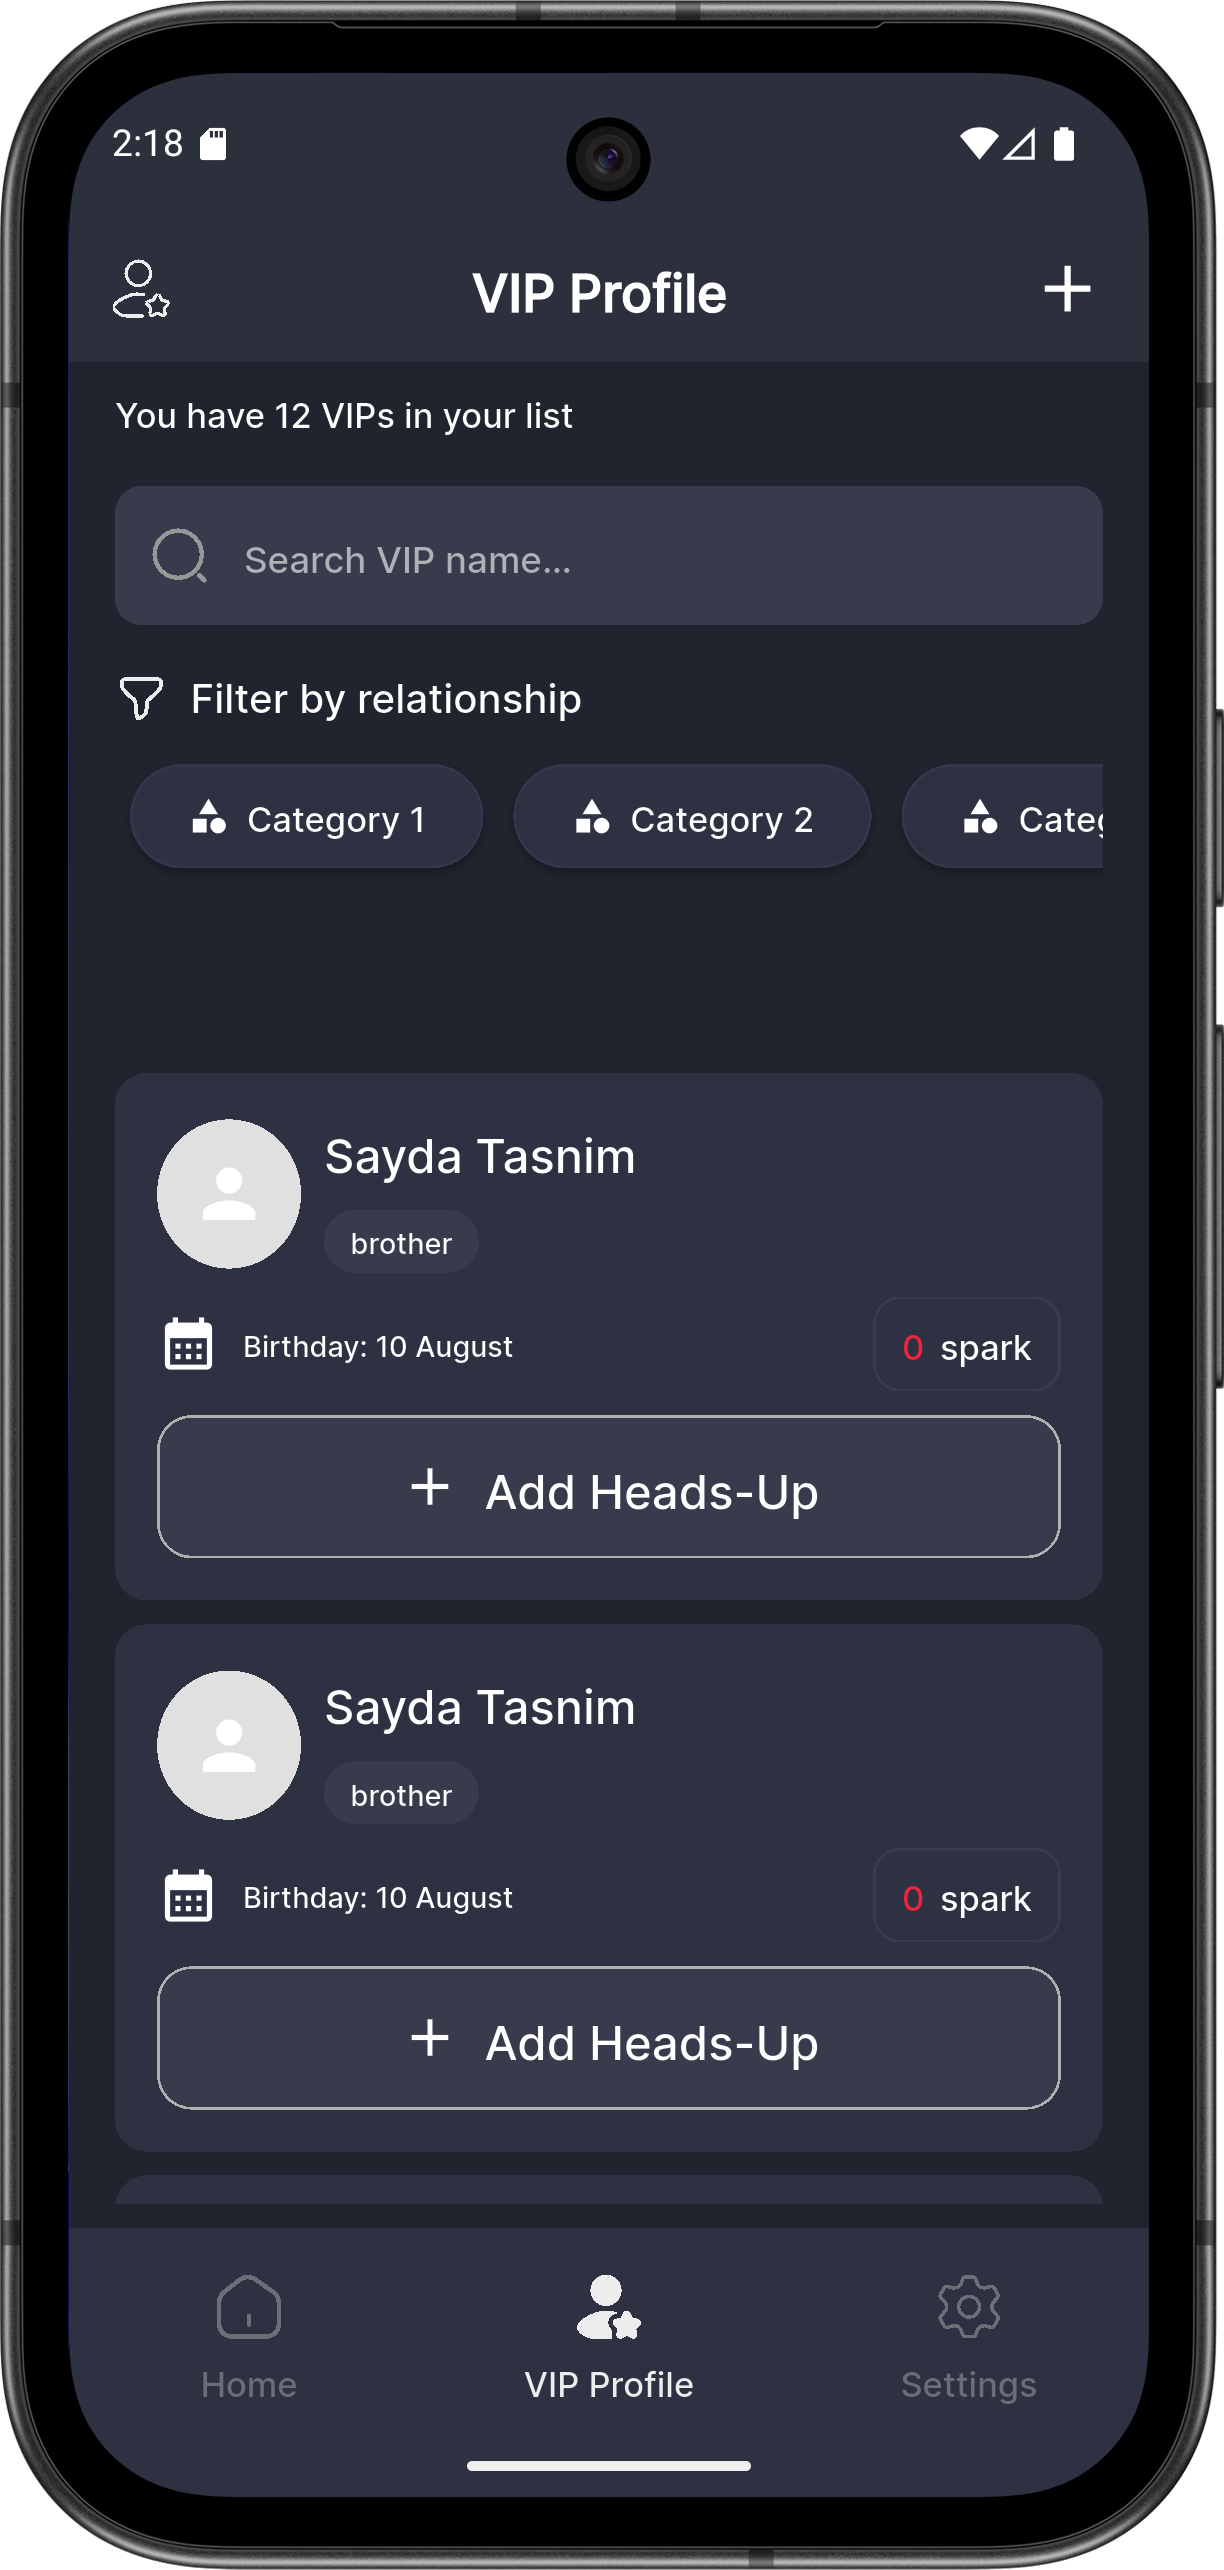 2:18
VIP Profile
You have 12 VIPs in your list
Search VIP name...
Filter by relationship
Category 1 Category 2 Categ
Sayda Tasnim
brother
Birthday: 10 August 0 spark
Add Heads-Up
Sayda Tasnim
brother
Birthday: 10 August 0 spark
Add Heads-Up
Home VIP Profile Settings